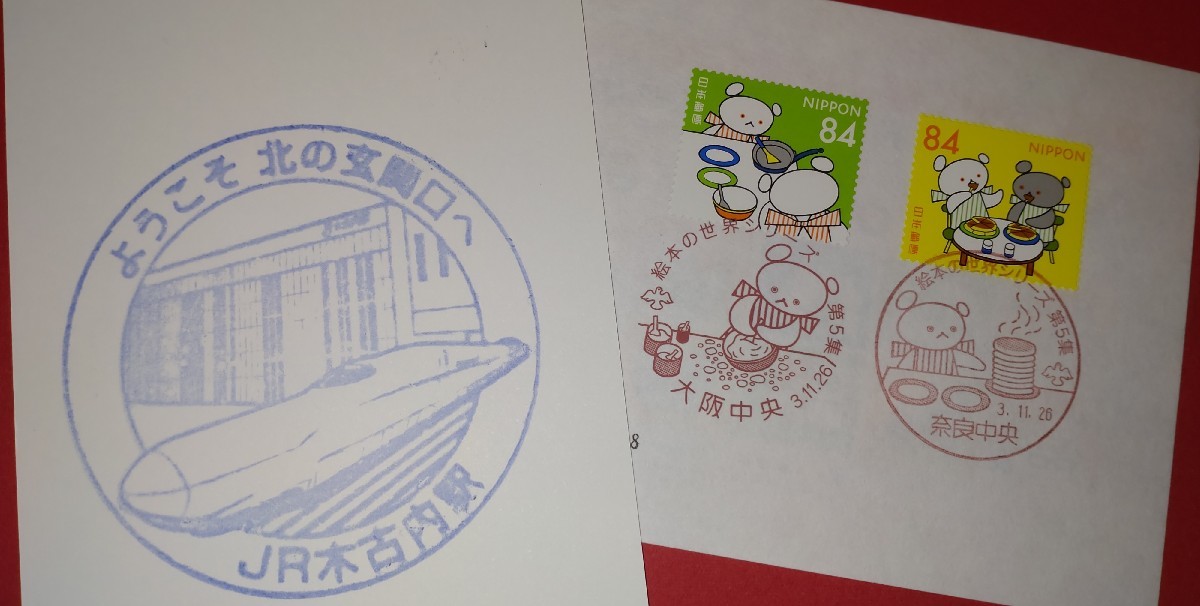 ようこそ 北の玄関口へ
JR木古内駅
8
日本郵便
NIPPON
84
84
NIPPON
日本郵便
絵本の世界シリーズ 第5集
大阪中央
3.11.26
絵本の世界シリーズ 第5集
3.11.26
奈良中央